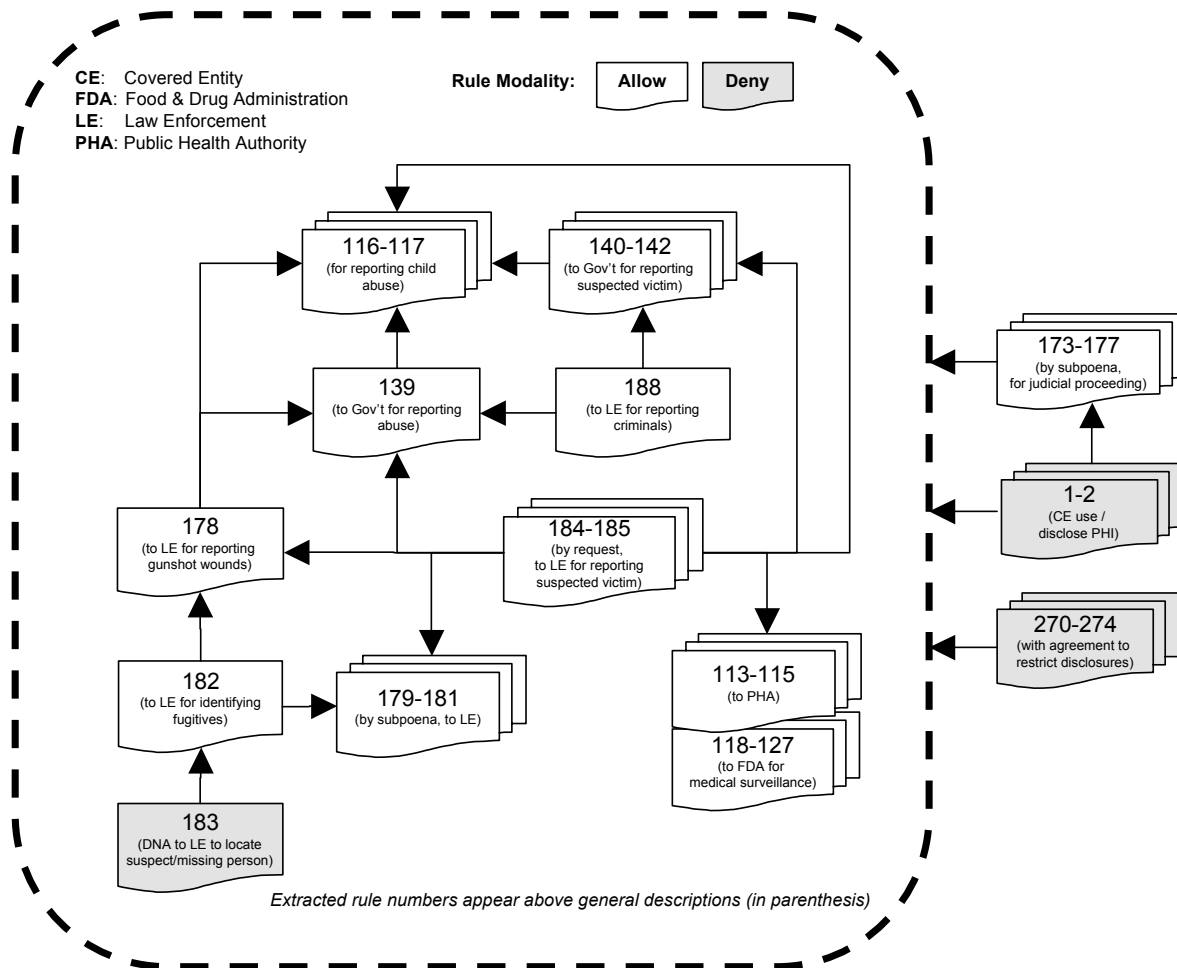 CE: Covered Entity
FDA: Food & Drug Administration
LE: Law Enforcement
PHA: Public Health Authority
Rule Modality:
Allow
Deny
116-117
(for reporting child
abuse)
140-142
(to Gov't for reporting
suspected victim)
173-177
(by subpoena,
for judicial proceeding)
139
(to Gov't for reporting
abuse)
188
(to LE for reporting
criminals)
1-2
(CE use /
disclose PHI)
178
(to LE for reporting
gunshot wounds)
184-185
(by request,
to LE for reporting
suspected victim)
270-274
(with agreement to
restrict disclosures)
182
(to LE for identifying
fugitives)
179-181
(by subpoena, to LE)
113-115
(to PHA)
118-127
(to FDA for
medical surveillance)
183
(DNA to LE to locate
suspect/missing person)
Extracted rule numbers appear above general descriptions (in parenthesis)